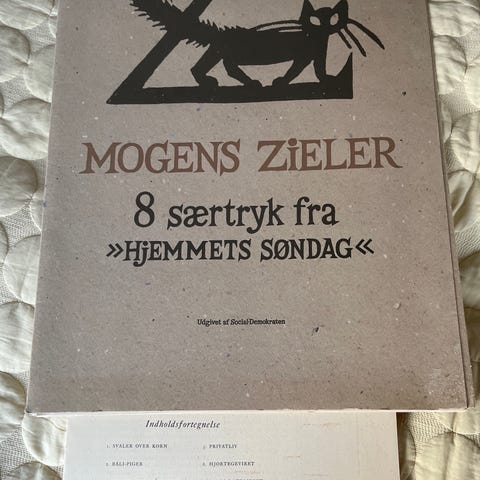 MOGENS ZiELER
8 særtryk fra
»HjEMMETS SØNDAG«
Udgivet af Social-Demokraten
Indholdsfortegnelse
1. SVALER OVER KORN 5. PRIVATLIV
2. BALI-PIGER 6. HJORTEGEVIRET